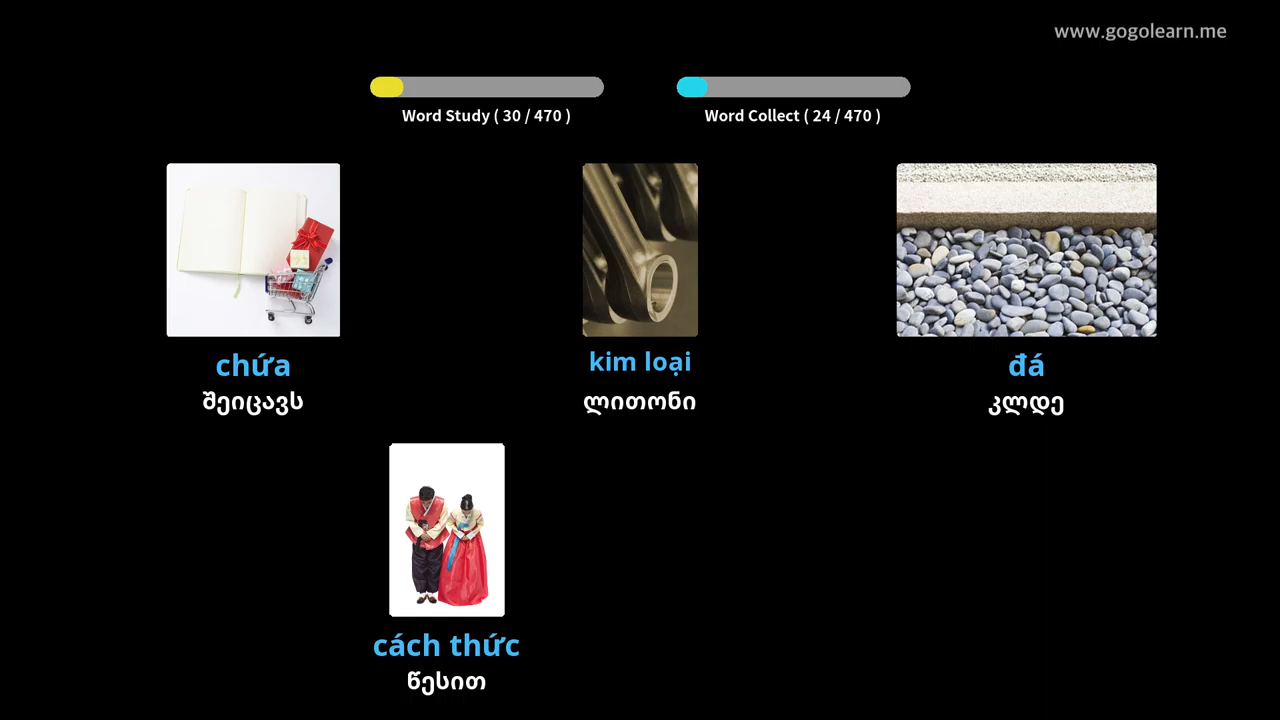 www.gogolearn.me
Word Study ( 30 / 470 )
Word Collect ( 24 / 470 )
chứa
შეიცავს
kim loại
ლითონი
đá
კლდე
cách thức
წესით